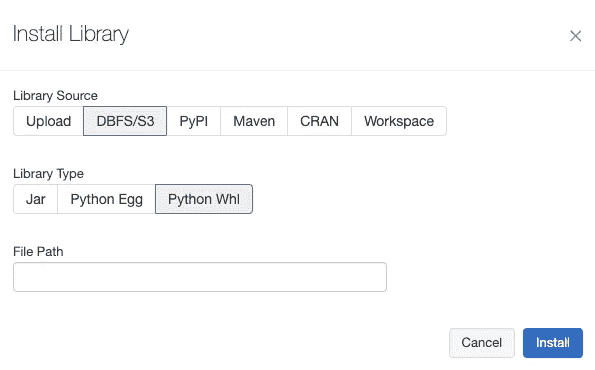 Install Library
Library Source
Upload DBFS/S3 PyPI Maven CRAN Workspace
Library Type
Jar Python Egg Python Whl
File Path
Cancel Install